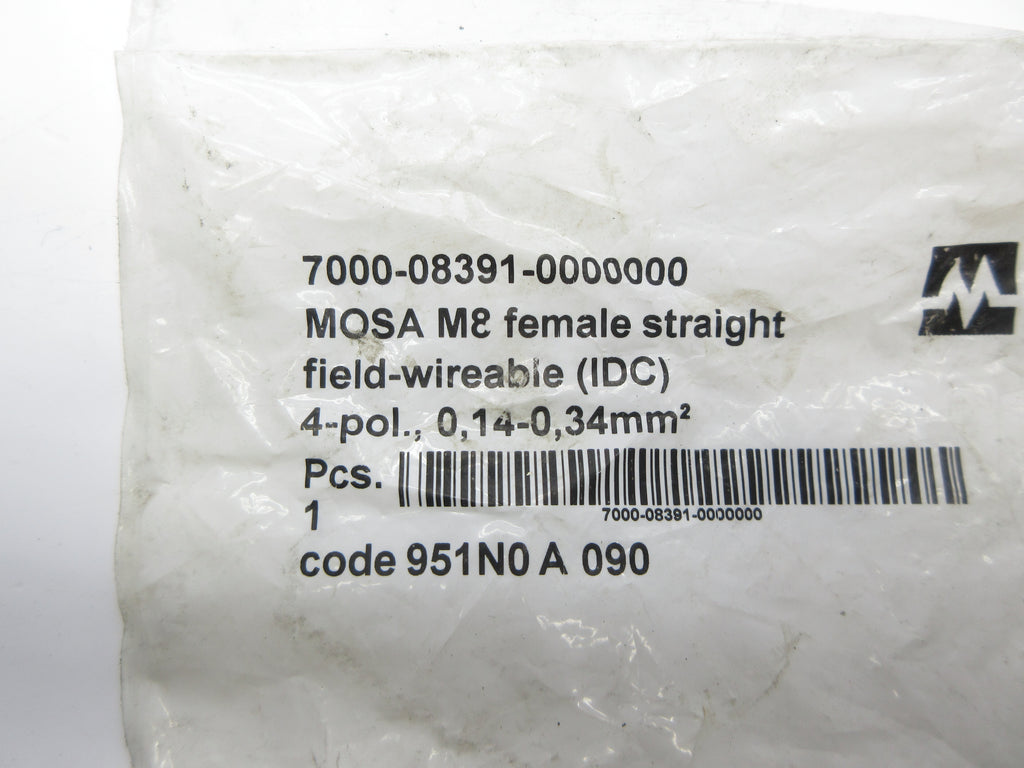 7000-08391-0000000
MOSA M8 female straight
field-wireable (IDC)
4-pol., 0,14-0,34mm²
Pcs.
7000-08391-0000000
1
code 951N0 A 090